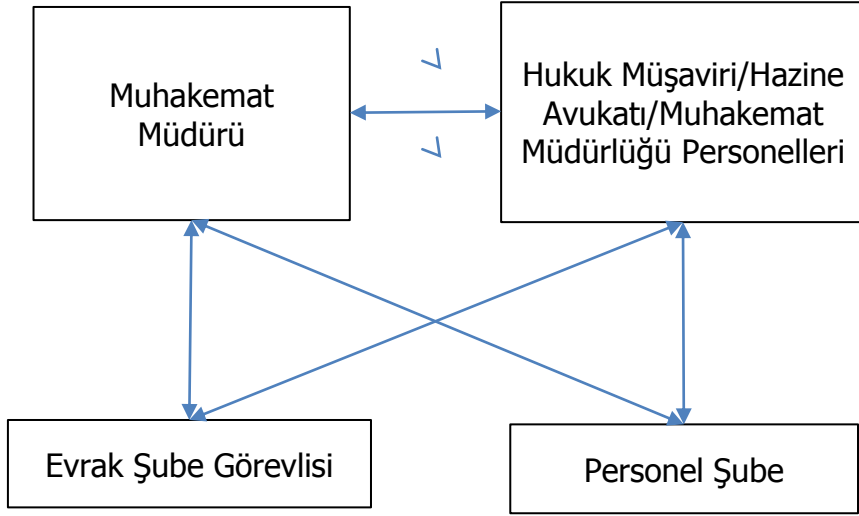 Muhakemat
Müdürü
Hukuk Müşaviri/Hazine
Avukatı/Muhakemat
Müdürlüğü Personelleri
Evrak Şube Görevlisi
Personel Şube